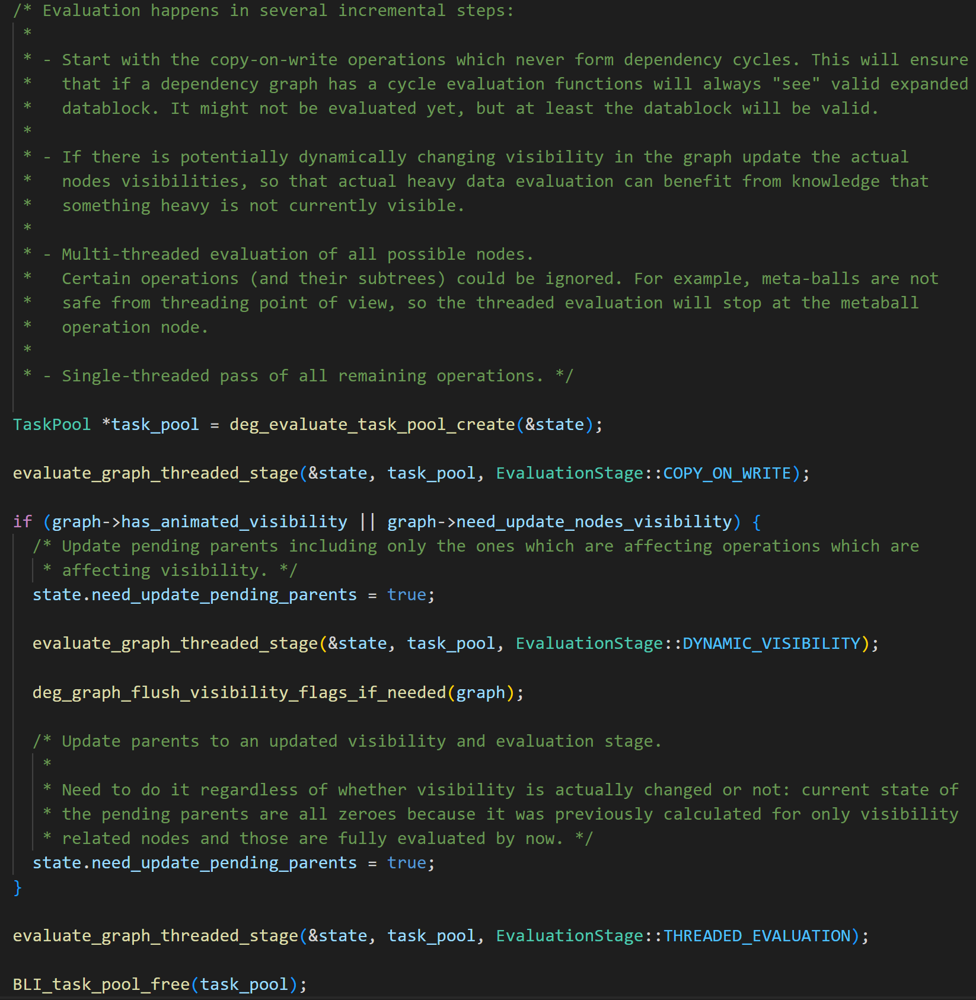 /* Evaluation happens in several incremental steps:
 *
 * - Start with the copy-on-write operations which never form dependency cycles. This will ensure
 *   that if a dependency graph has a cycle evaluation functions will always "see" valid expanded
 *   datablock. It might not be evaluated yet, but at least the datablock will be valid.
 *
 * - If there is potentially dynamically changing visibility in the graph update the actual
 *   nodes visibilities, so that actual heavy data evaluation can benefit from knowledge that
 *   something heavy is not currently visible.
 *
 * - Multi-threaded evaluation of all possible nodes.
 *   Certain operations (and their subtrees) could be ignored. For example, meta-balls are not
 *   safe from threading point of view, so the threaded evaluation will stop at the metaball
 *   operation node.
 *
 * - Single-threaded pass of all remaining operations. */

TaskPool *task_pool = deg_evaluate_task_pool_create(&state);

evaluate_graph_threaded_stage(&state, task_pool, EvaluationStage::COPY_ON_WRITE);

if (graph->has_animated_visibility || graph->need_update_nodes_visibility) {
  /* Update pending parents including only the ones which are affecting operations which are
   * affecting visibility. */
  state.need_update_pending_parents = true;

  evaluate_graph_threaded_stage(&state, task_pool, EvaluationStage::DYNAMIC_VISIBILITY);

  deg_graph_flush_visibility_flags_if_needed(graph);

  /* Update parents to an updated visibility and evaluation stage.
   *
   * Need to do it regardless of whether visibility is actually changed or not: current state of
   * the pending parents are all zeroes because it was previously calculated for only visibility
   * related nodes and those are fully evaluated by now. */
  state.need_update_pending_parents = true;
}

evaluate_graph_threaded_stage(&state, task_pool, EvaluationStage::THREADED_EVALUATION);

BLI_task_pool_free(task_pool);